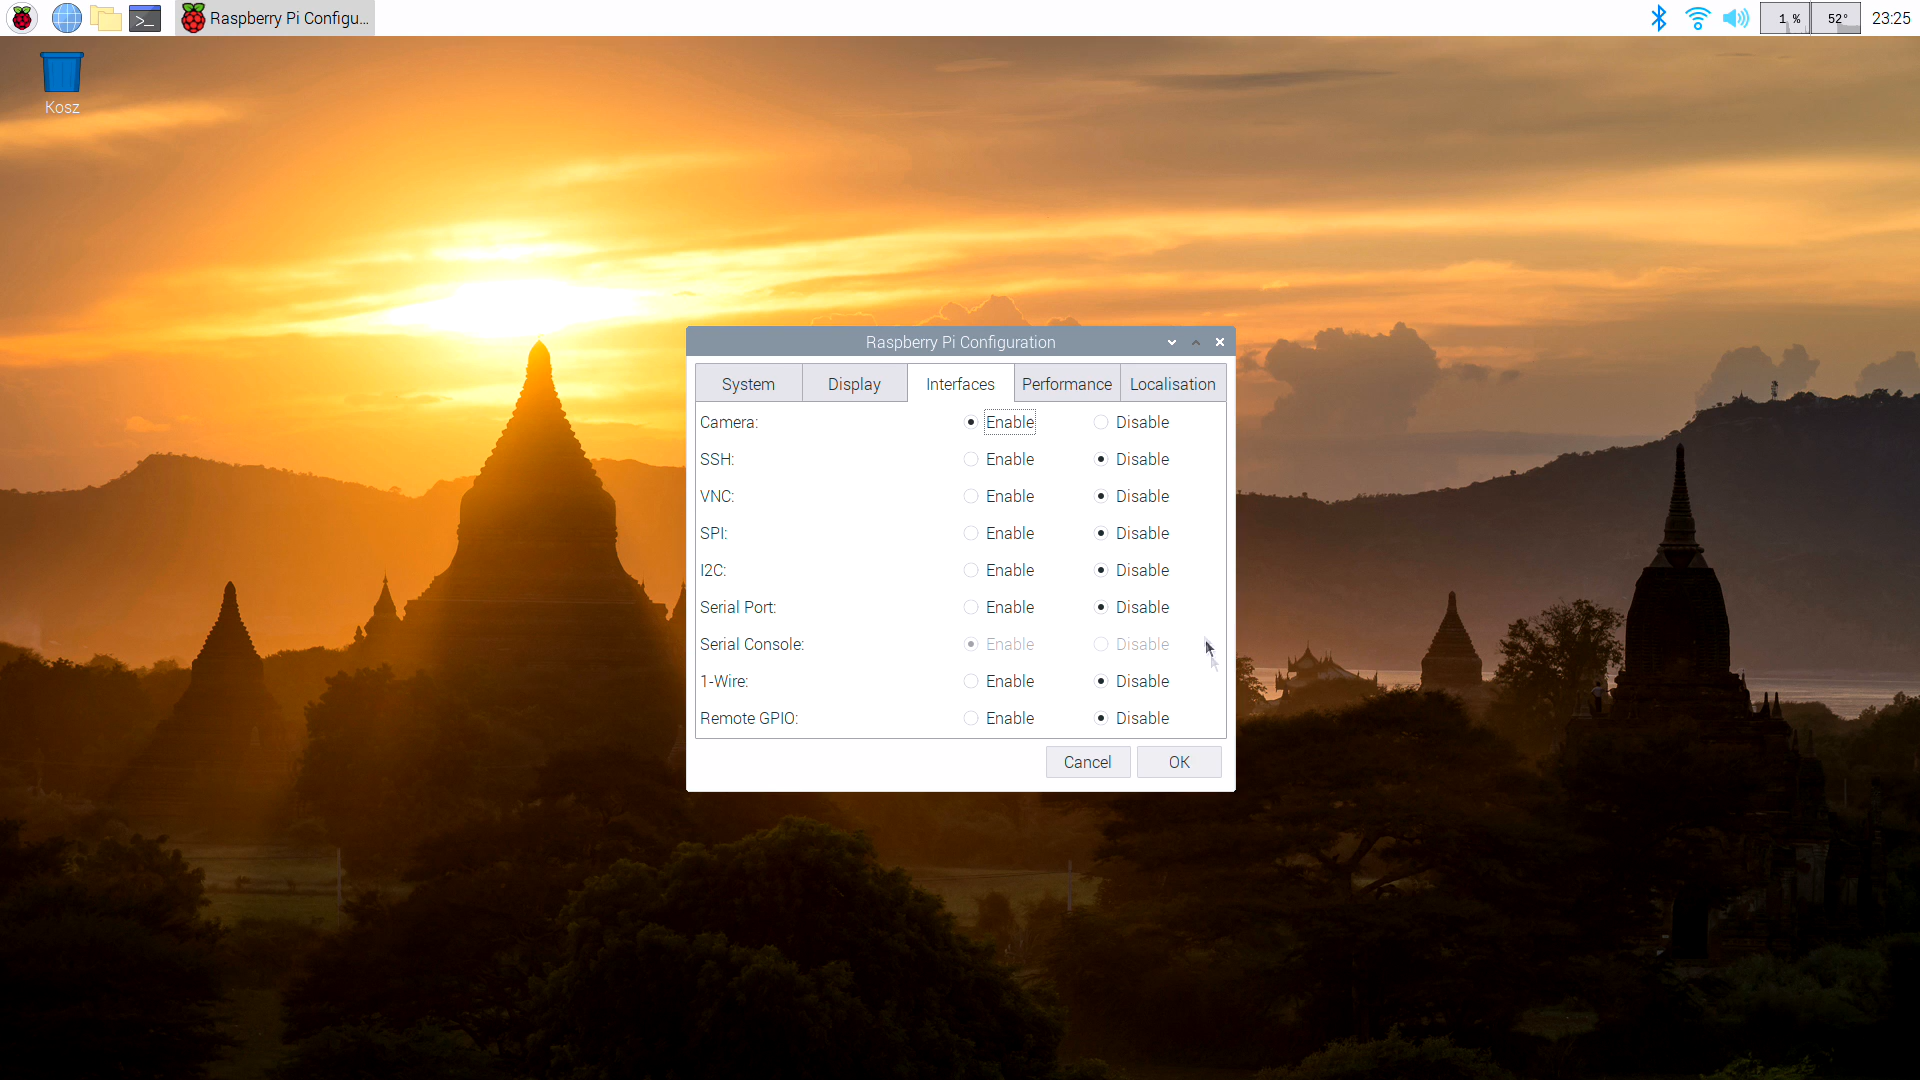 Raspberry Pi Configu...
1 %
52°
23:25
Kosz
Raspberry Pi Configuration
System Display Interfaces Performance Localisation
Camera: Enable Disable
SSH: Enable Disable
VNC: Enable Disable
SPI: Enable Disable
I2C: Enable Disable
Serial Port: Enable Disable
Serial Console: Enable Disable
1-Wire: Enable Disable
Remote GPIO: Enable Disable
Cancel OK